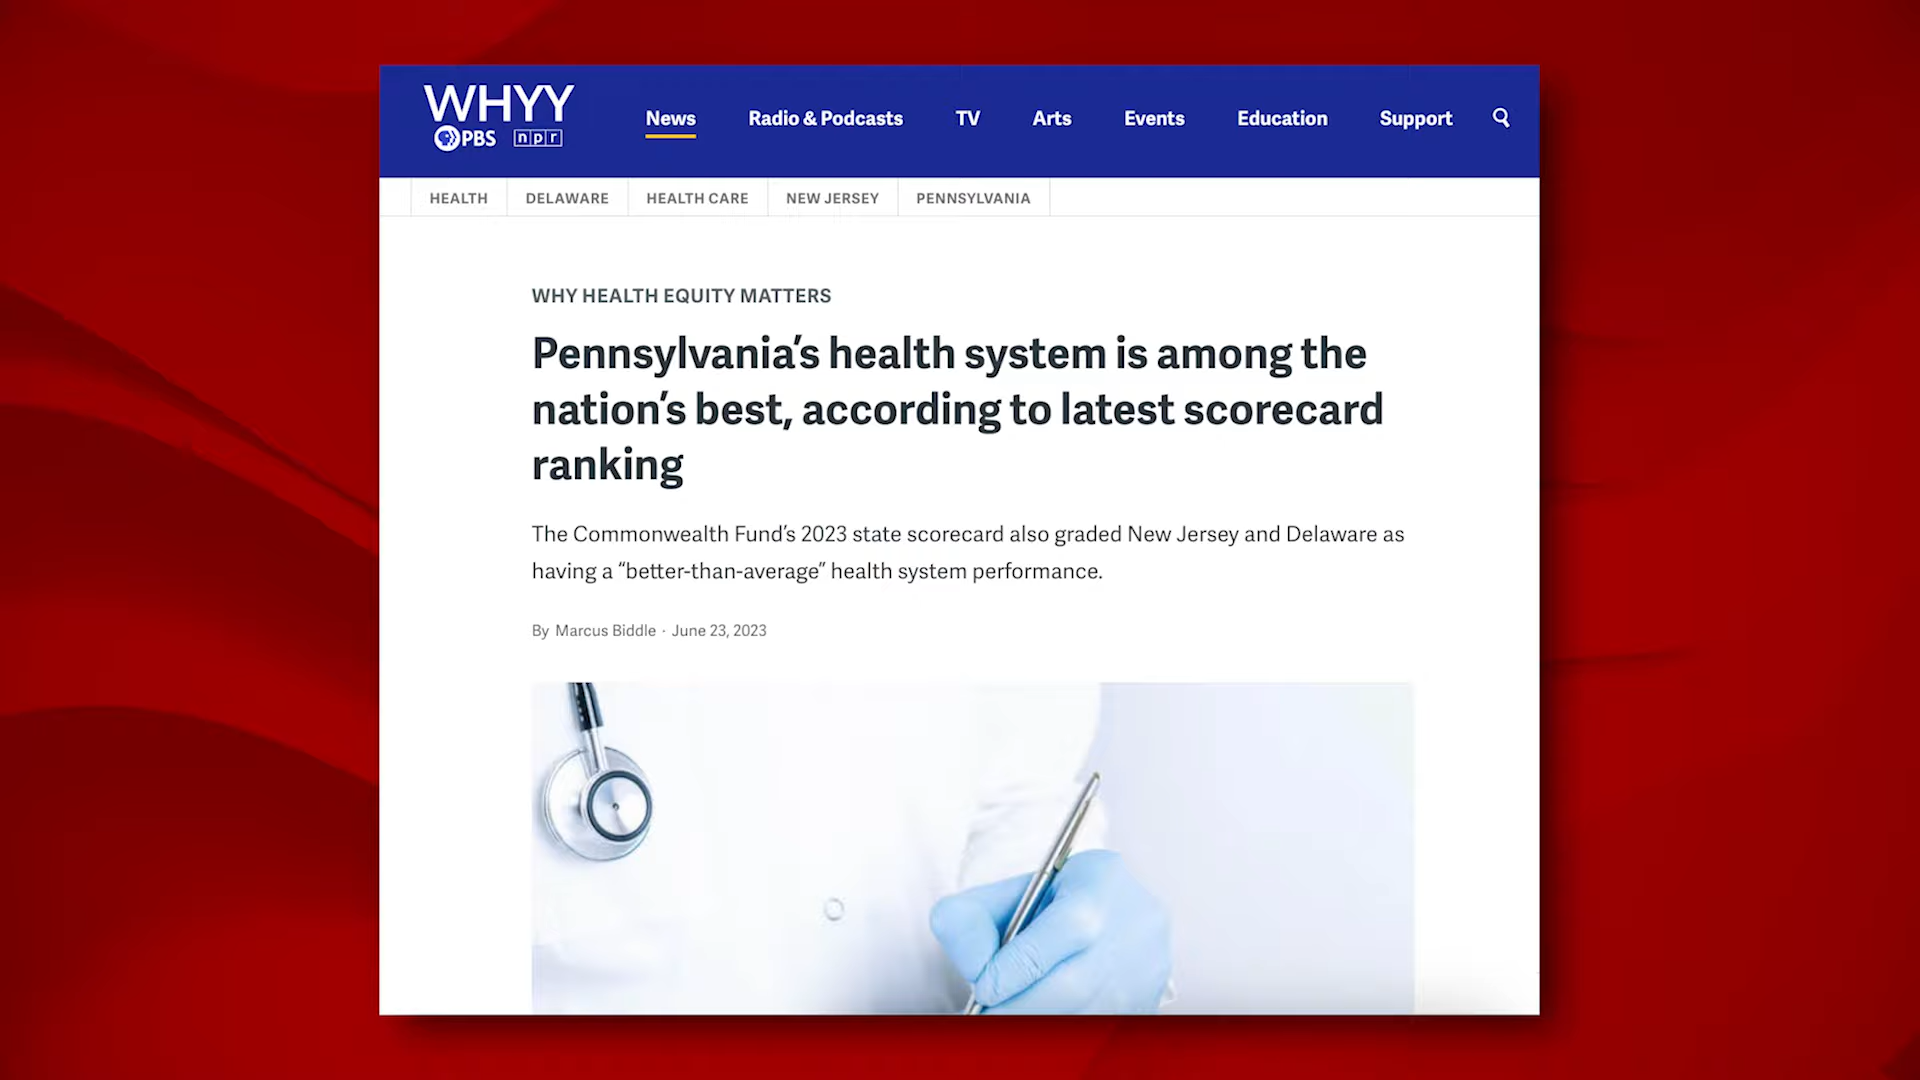 WHYY
PBS npr
News Radio & Podcasts TV Arts Events Education Support
HEALTH DELAWARE HEALTH CARE NEW JERSEY PENNSYLVANIA
WHY HEALTH EQUITY MATTERS
Pennsylvania’s health system is among the
nation’s best, according to latest scorecard
ranking
The Commonwealth Fund’s 2023 state scorecard also graded New Jersey and Delaware as
having a “better-than-average” health system performance.
By Marcus Biddle · June 23, 2023